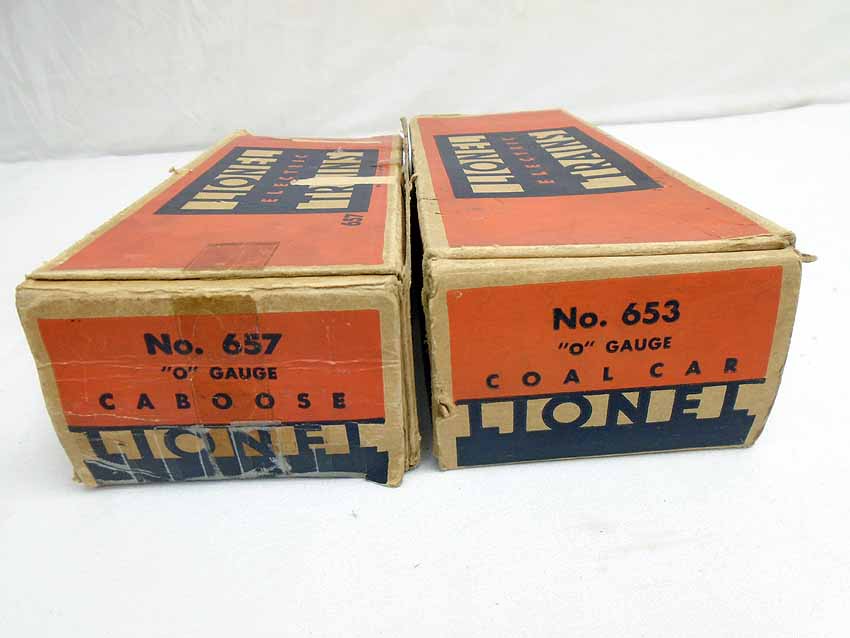 LIONEL
ELECTRIC
TRAINS
657
No. 657
"O" GAUGE
CABOOSE
LIONEL
LIONEL
ELECTRIC
TRAINS
No. 653
"O" GAUGE
COAL CAR
LIONEL